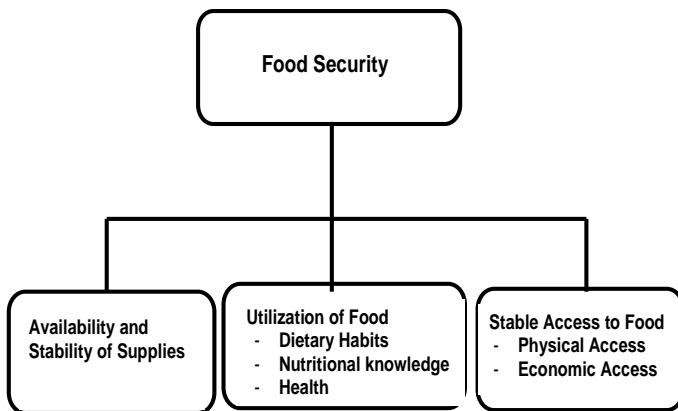 Food Security
Availability and
Stability of Supplies
Utilization of Food
- Dietary Habits
- Nutritional knowledge
- Health
Stable Access to Food
- Physical Access
- Economic Access